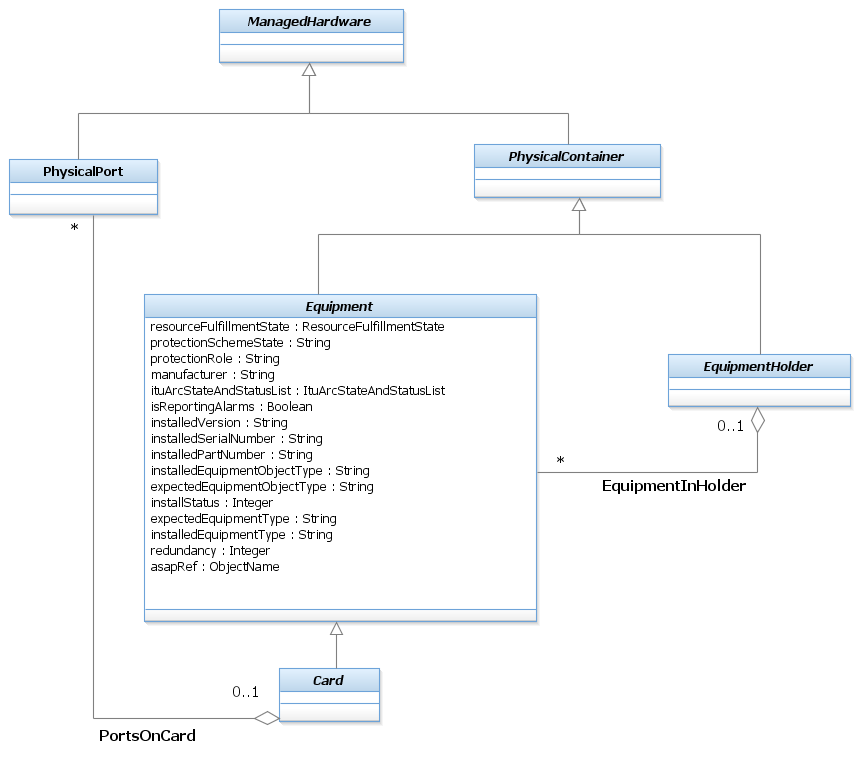 ManagedHardware
PhysicalContainer
PhysicalPort
*
Equipment
resourceFulfillmentState : ResourceFulfillmentState
protectionSchemeState : String
protectionRole : String
manufacturer : String
ituArcStateAndStatusList : ItuArcStateAndStatusList
isReportingAlarms : Boolean
installedVersion : String
installedSerialNumber : String
installedPartNumber : String
installedEquipmentObjectType : String
expectedEquipmentObjectType : String
installStatus : Integer
expectedEquipmentType : String
installedEquipmentType : String
redundancy : Integer
asapRef : ObjectName
EquipmentHolder
0..1
*
EquipmentInHolder
Card
0..1
PortsOnCard